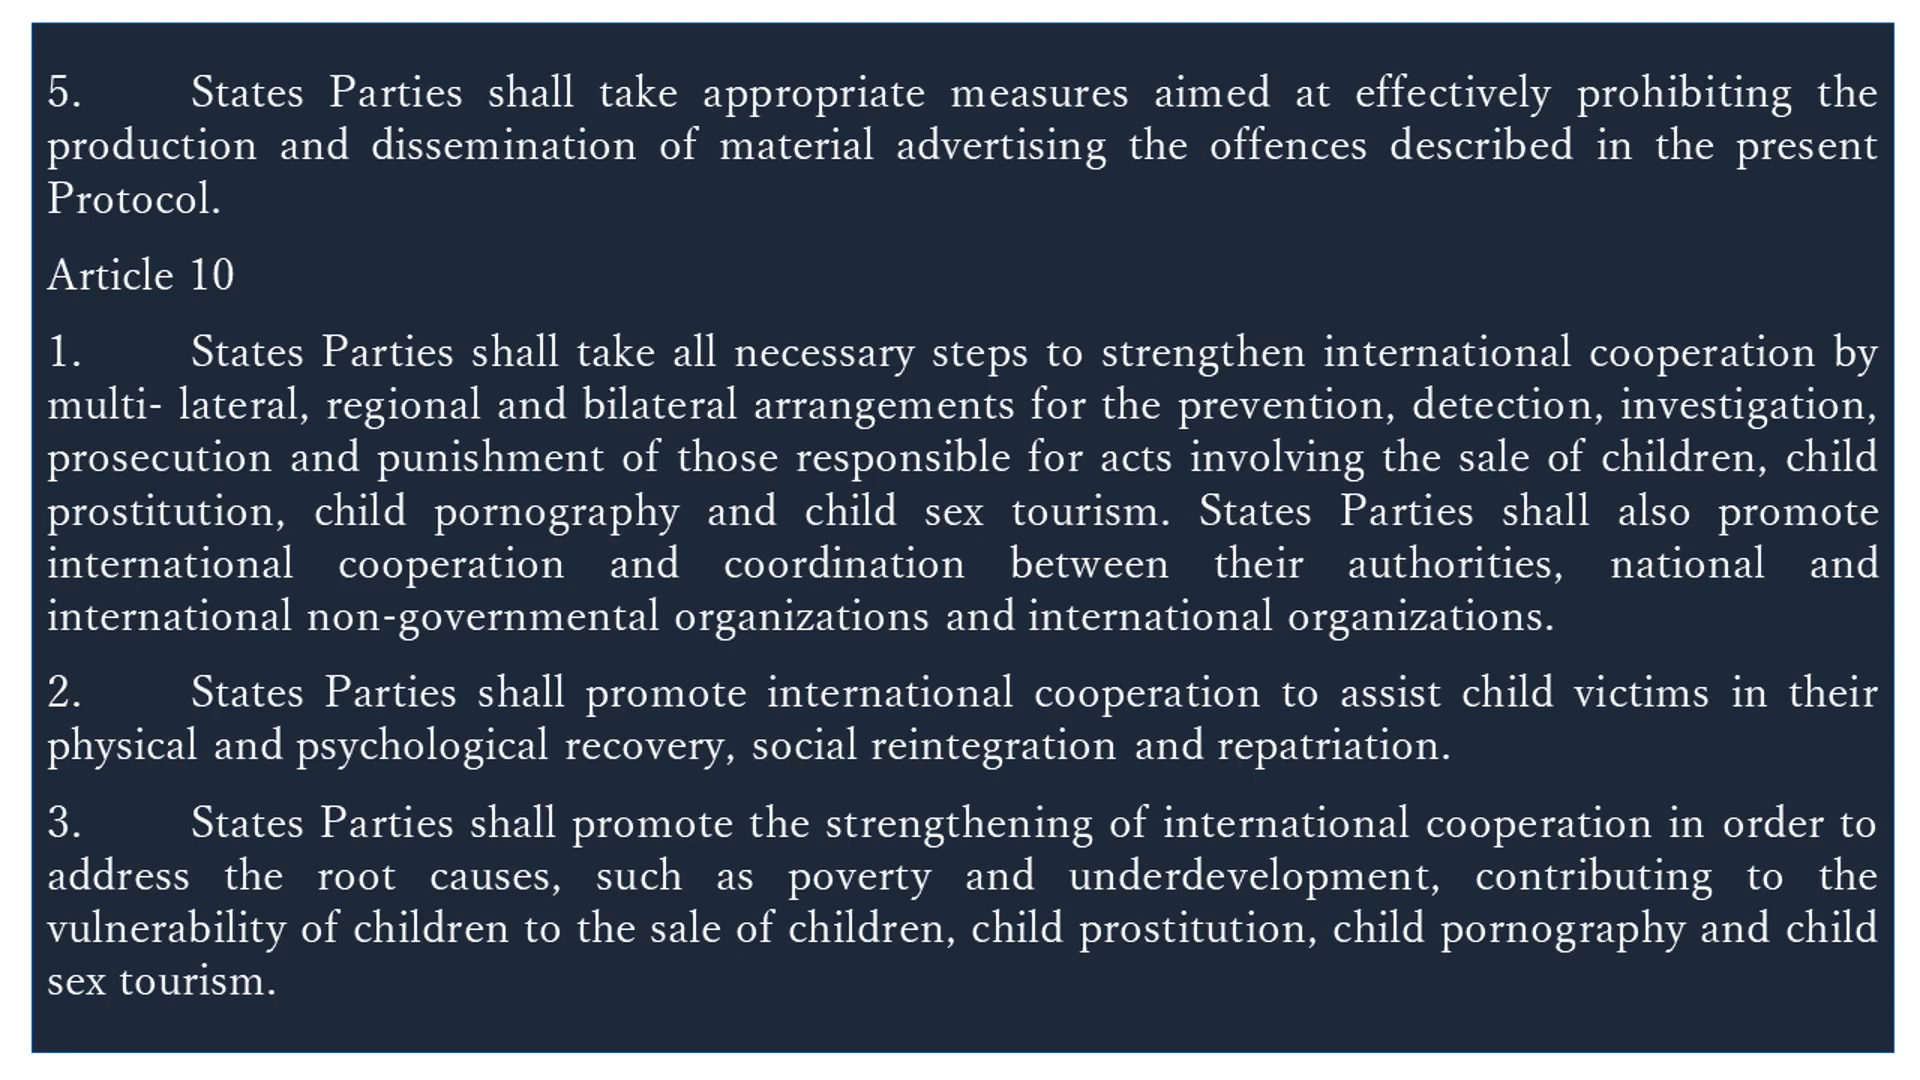 5. States Parties shall take appropriate measures aimed at effectively prohibiting the
production and dissemination of material advertising the offences described in the present
Protocol.
Article 10
1. States Parties shall take all necessary steps to strengthen international cooperation by
multi- lateral, regional and bilateral arrangements for the prevention, detection, investigation,
prosecution and punishment of those responsible for acts involving the sale of children, child
prostitution, child pornography and child sex tourism. States Parties shall also promote
international cooperation and coordination between their authorities, national and
international non-governmental organizations and international organizations.
2. States Parties shall promote international cooperation to assist child victims in their
physical and psychological recovery, social reintegration and repatriation.
3. States Parties shall promote the strengthening of international cooperation in order to
address the root causes, such as poverty and underdevelopment, contributing to the
vulnerability of children to the sale of children, child prostitution, child pornography and child
sex tourism.